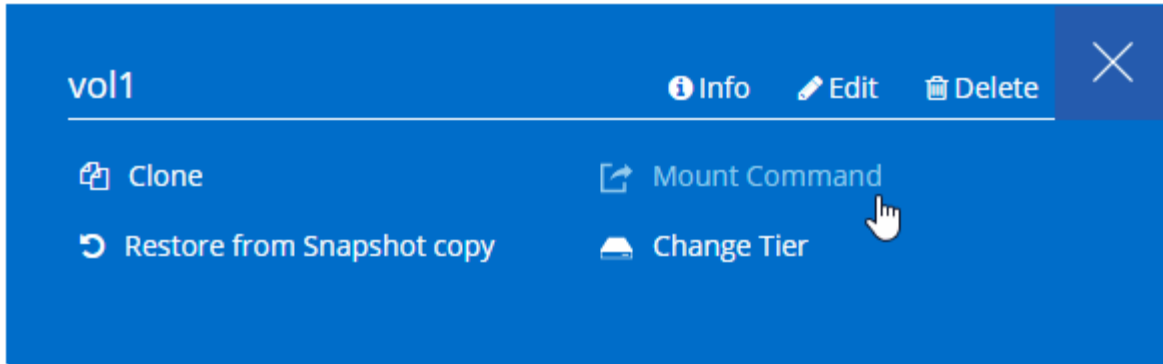 vol1 Info Edit Delete
Clone Mount Command
Restore from Snapshot copy Change Tier